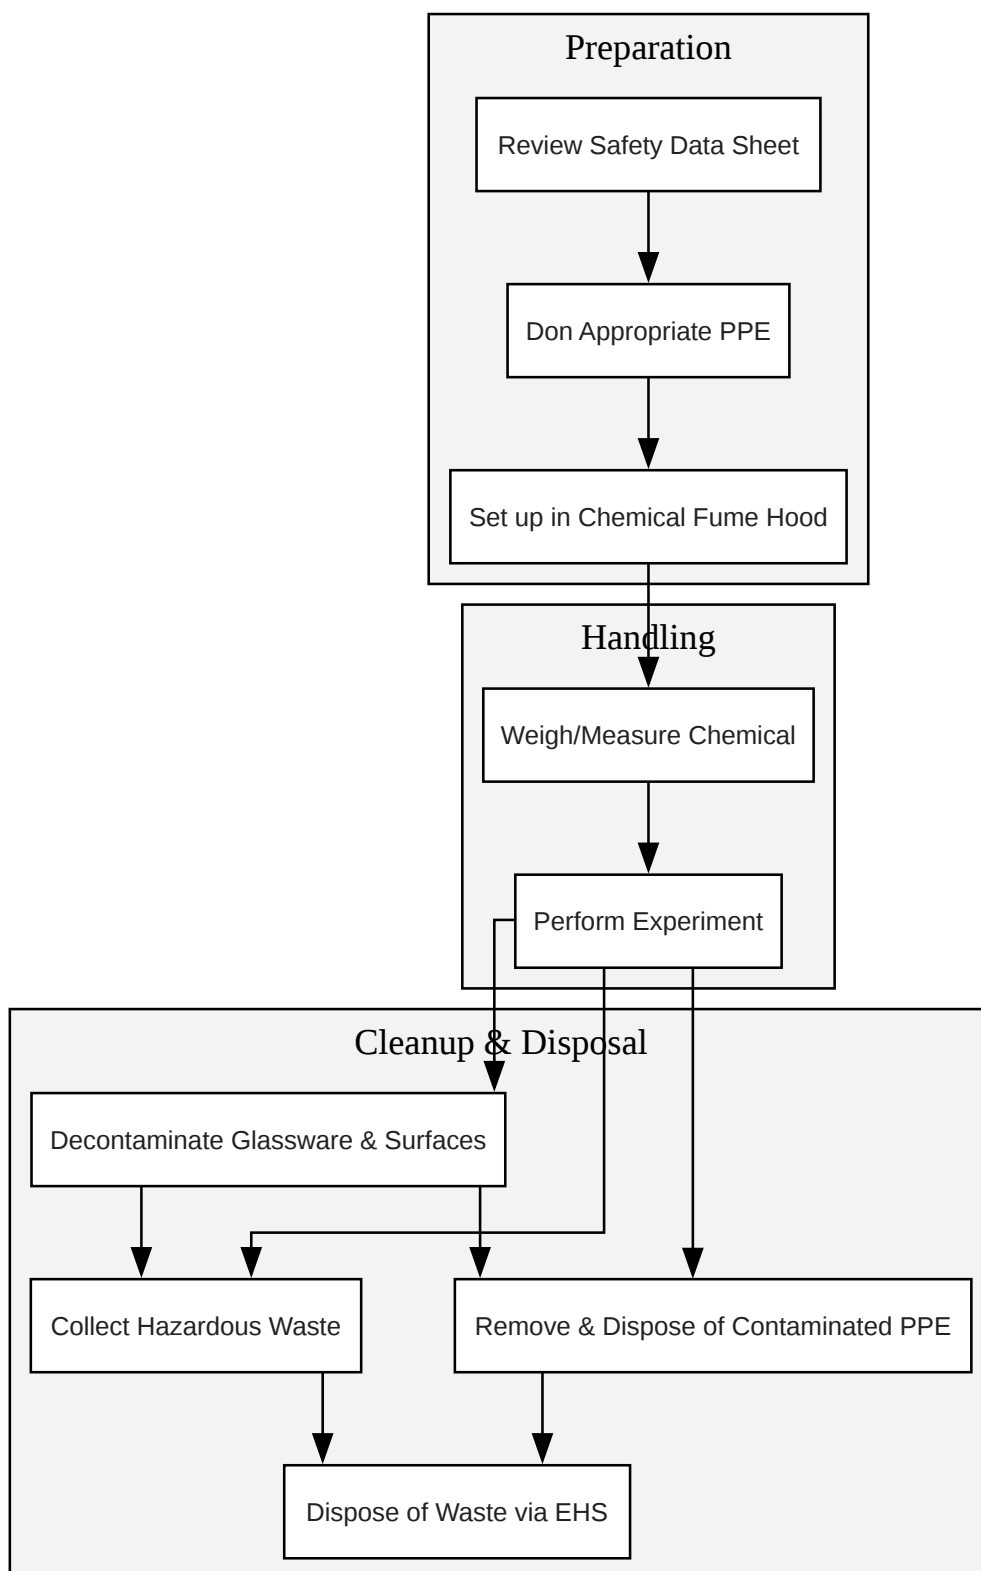 Preparation
Review Safety Data Sheet
Don Appropriate PPE
Set up in Chemical Fume Hood
Handling
Weigh/Measure Chemical
Perform Experiment
Cleanup & Disposal
Decontaminate Glassware & Surfaces
Collect Hazardous Waste
Remove & Dispose of Contaminated PPE
Dispose of Waste via EHS